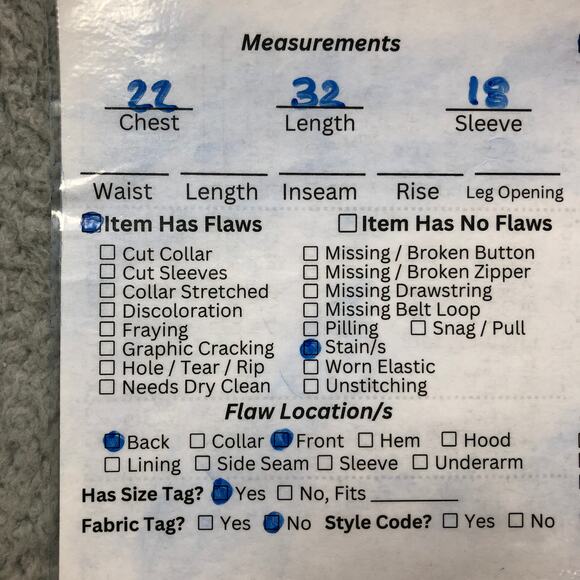 Measurements
22 32 18
Chest Length Sleeve
Waist Length Inseam Rise Leg Opening
Item Has Flaws Item Has No Flaws
Cut Collar Missing / Broken Button
Cut Sleeves Missing / Broken Zipper
Collar Stretched Missing Drawstring
Discoloration Missing Belt Loop
Fraying Pilling Snag / Pull
Graphic Cracking Stain/s
Hole / Tear / Rip Worn Elastic
Needs Dry Clean Unstitching
Flaw Location/s
Back Collar Front Hem Hood
Lining Side Seam Sleeve Underarm
Has Size Tag? Yes No, Fits
Fabric Tag? Yes No Style Code? Yes No